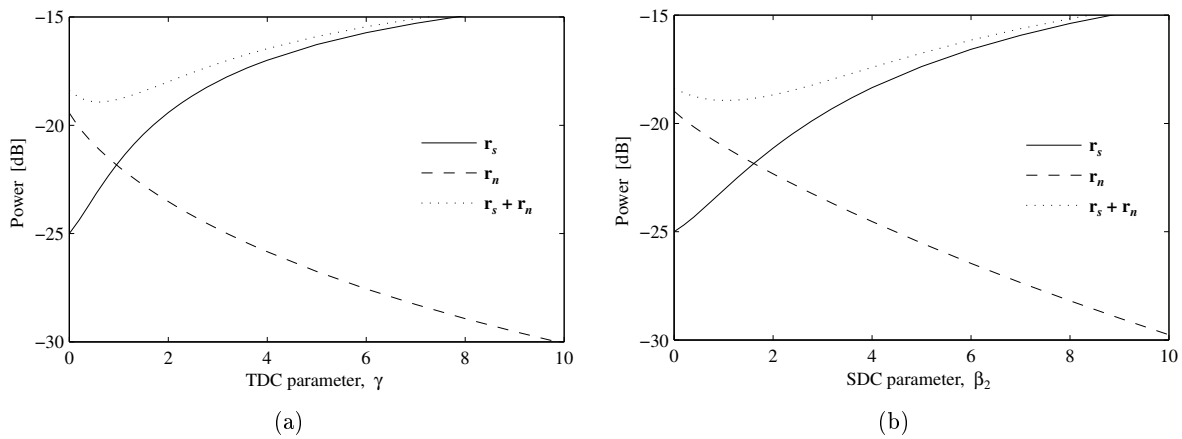 −15
−20
−25
−30
Power [dB]
0 2 4 6 8 10
TDC parameter, γ
r_s
r_n
r_s + r_n
(a)
−15
−20
−25
−30
Power [dB]
0 2 4 6 8 10
SDC parameter, β₂
r_s
r_n
r_s + r_n
(b)